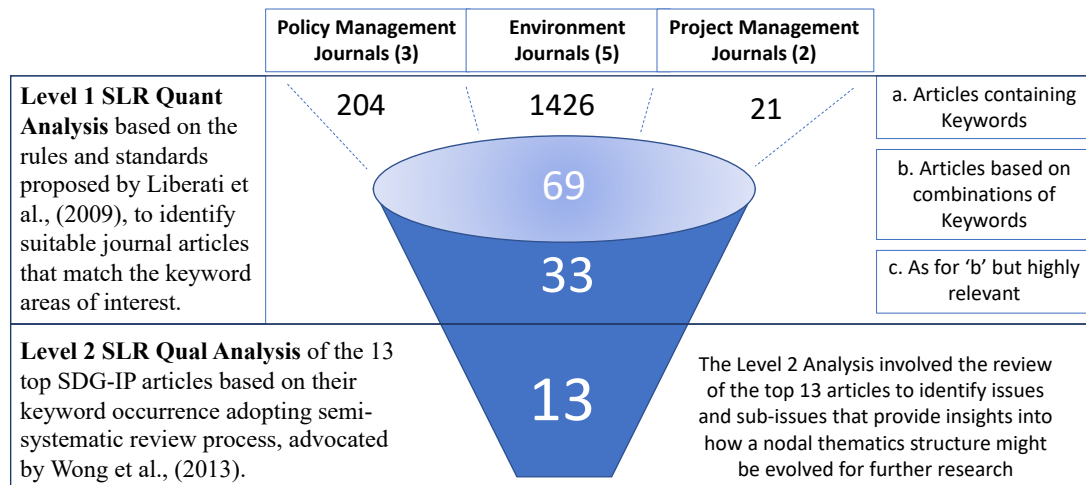 Policy Management
Journals (3)
Environment
Journals (5)
Project Management
Journals (2)
Level 1 SLR Quant
Analysis based on the
rules and standards
proposed by Liberati et
al., (2009), to identify
suitable journal articles
that match the keyword
areas of interest.
204
1426
21
69
33
a. Articles containing
Keywords
b. Articles based on
combinations of
Keywords
c. As for ‘b’ but highly
relevant
Level 2 SLR Qual Analysis of the 13
top SDG-IP articles based on their
keyword occurrence adopting semi-
systematic review process, advocated
by Wong et al., (2013).
13
The Level 2 Analysis involved the review
of the top 13 articles to identify issues
and sub-issues that provide insights into
how a nodal thematics structure might
be evolved for further research